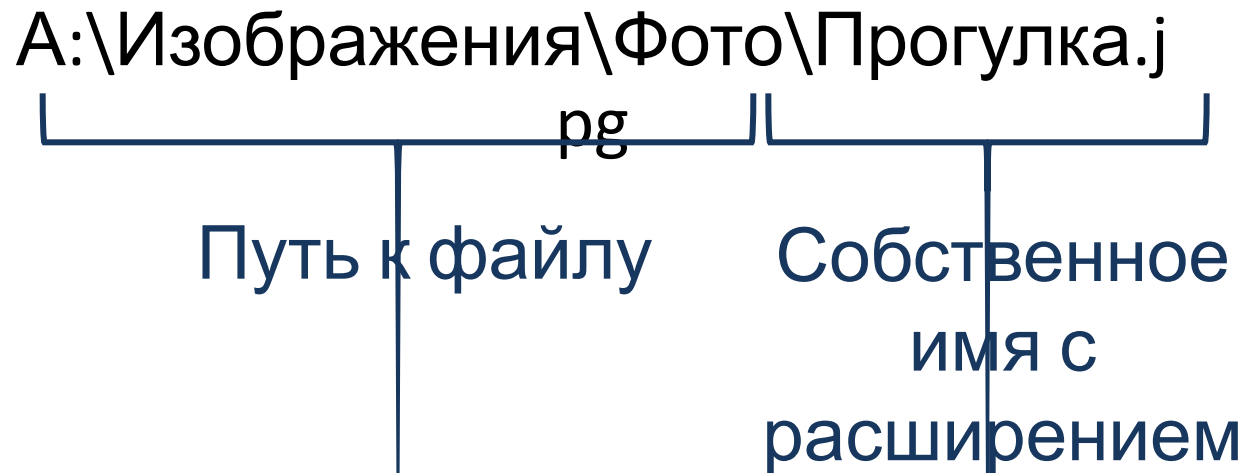 А:\Изображения\Фото\Прогулка.j
pg
Путь к файлу
Собственное
имя с
расширением